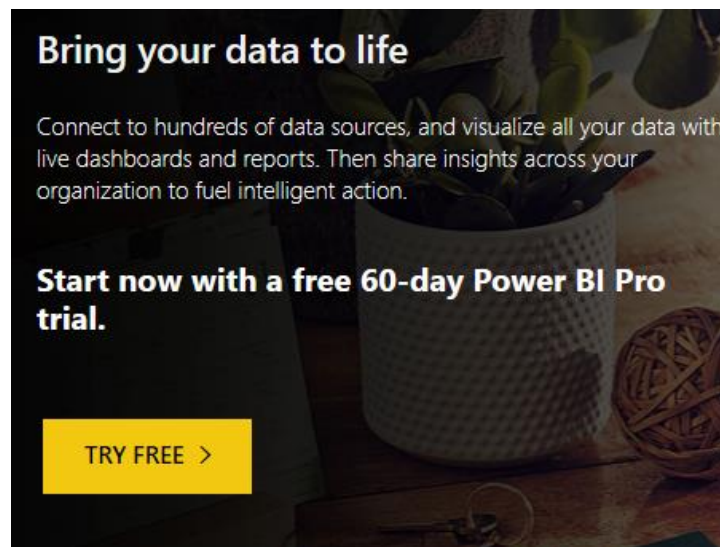 Bring your data to life
Connect to hundreds of data sources, and visualize all your data with
live dashboards and reports. Then share insights across your
organization to fuel intelligent action.
Start now with a free 60-day Power BI Pro
trial.
TRY FREE >